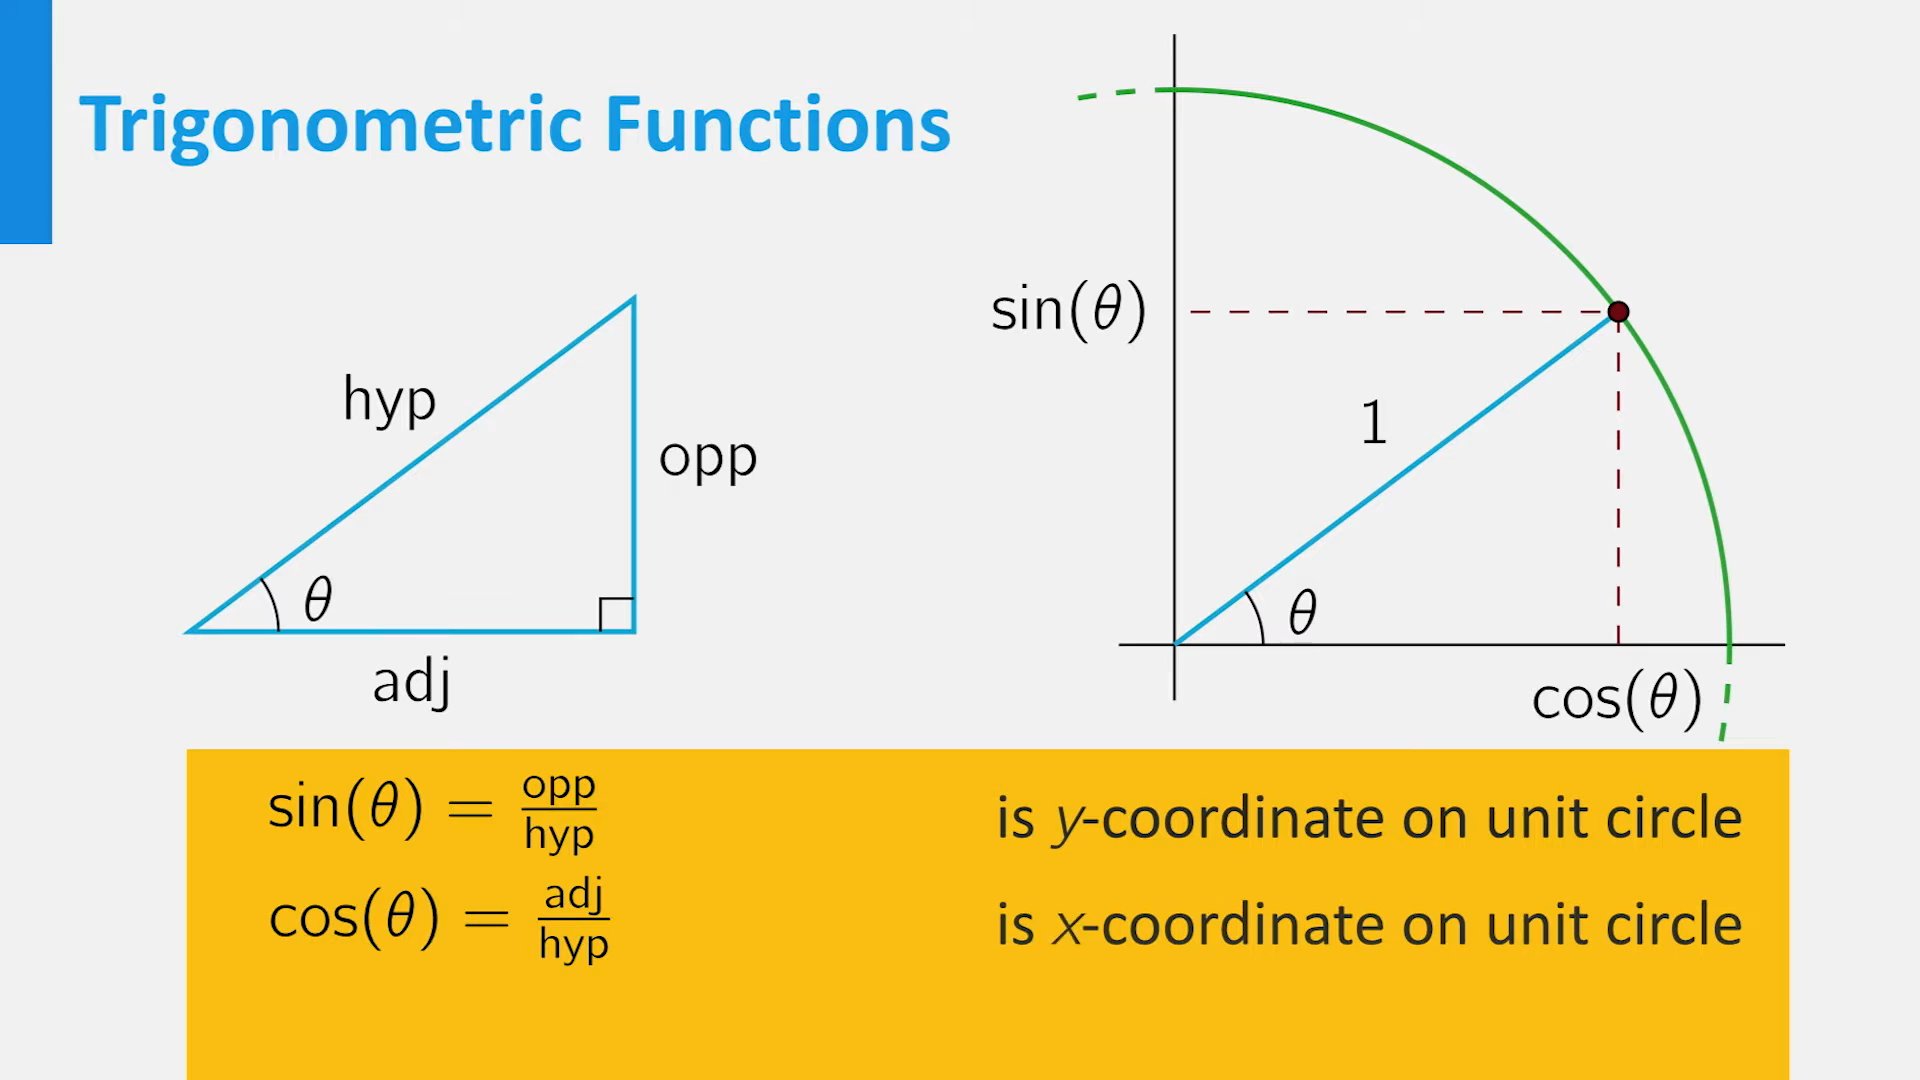 Trigonometric Functions
hyp
opp
θ
adj
sin(θ)
1
θ
cos(θ)
sin(θ) = opp/hyp
is y-coordinate on unit circle
cos(θ) = adj/hyp
is x-coordinate on unit circle